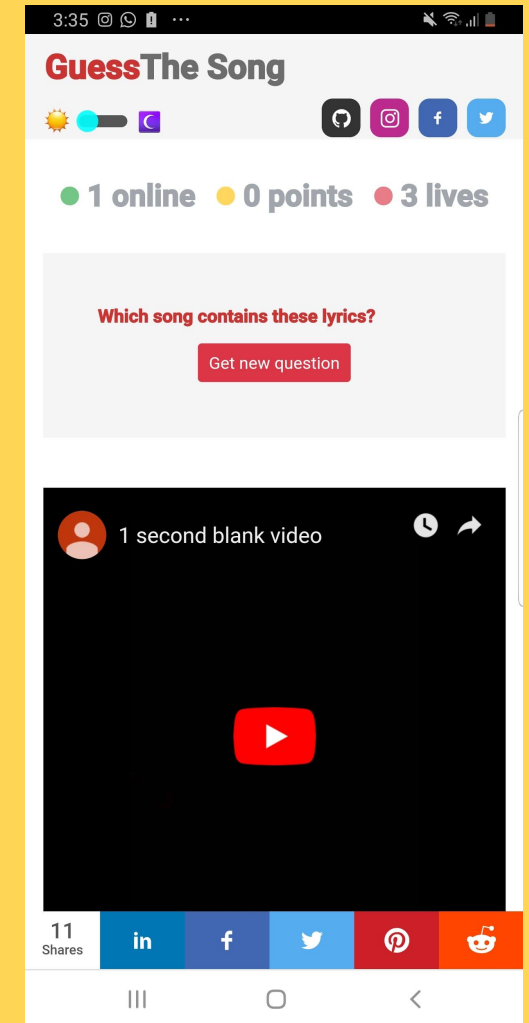 3:35
GuessThe Song
1 online 0 points 3 lives
Which song contains these lyrics?
Get new question
1 second blank video
11
Shares